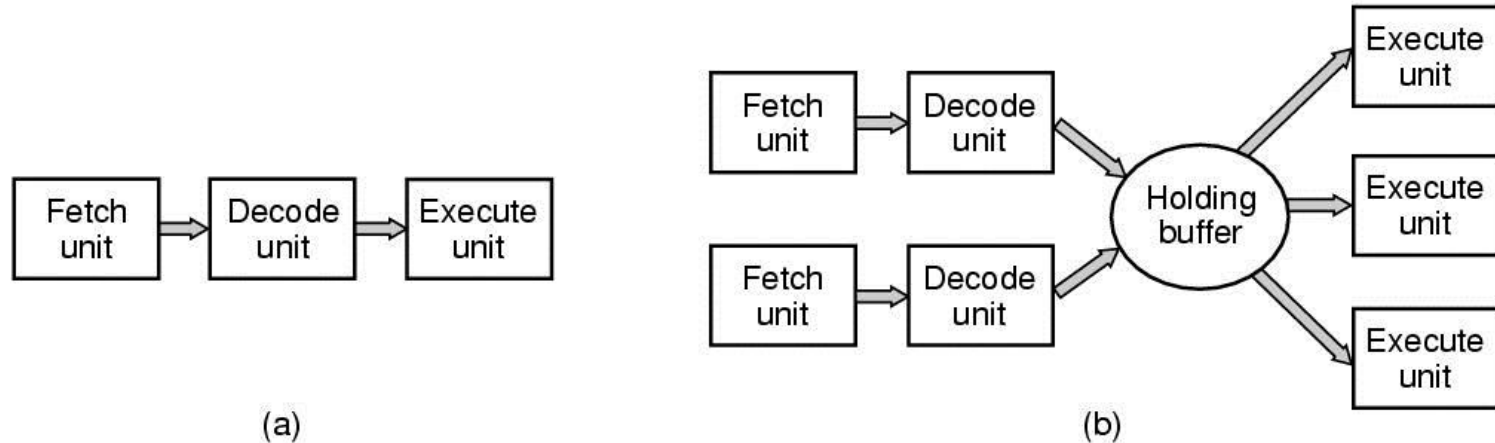 Fetch
unit
Decode
unit
Execute
unit
(a)
Fetch
unit
Decode
unit
Fetch
unit
Decode
unit
Holding
buffer
Execute
unit
Execute
unit
Execute
unit
(b)